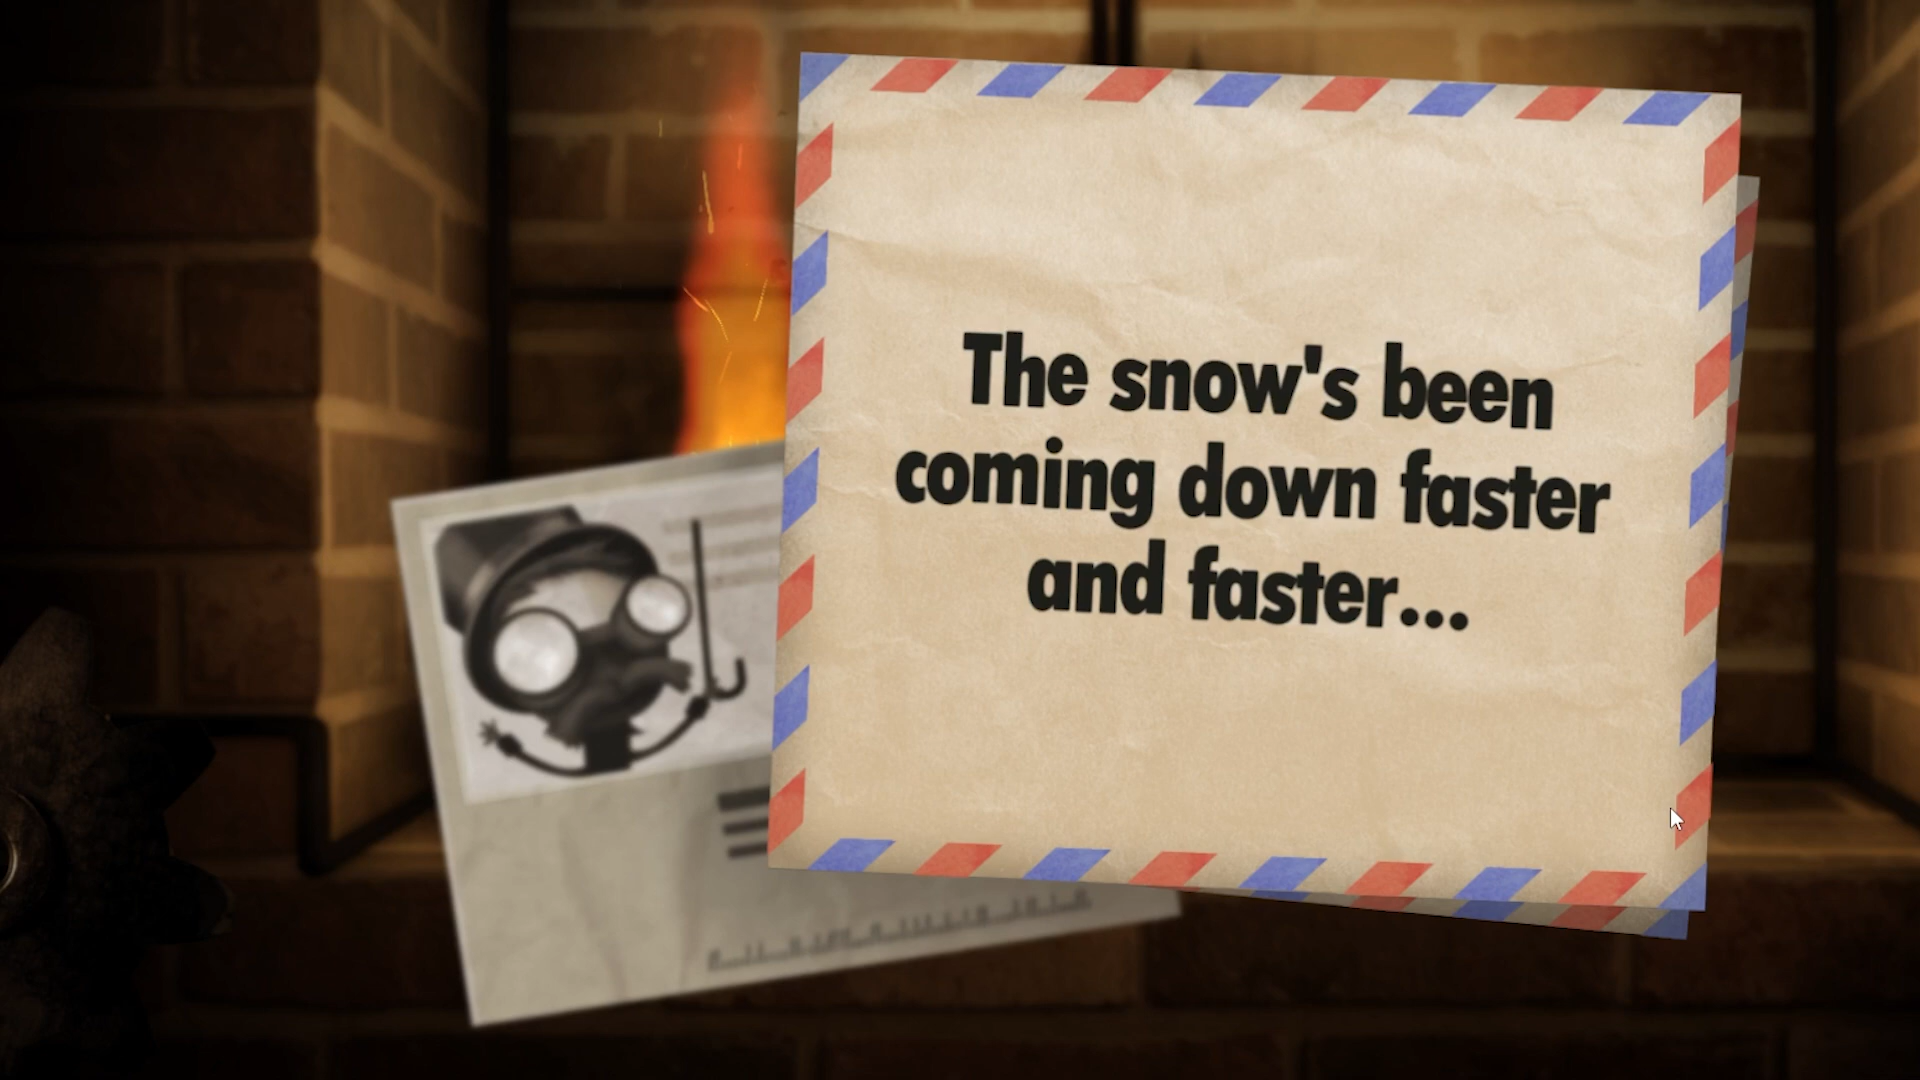 The snow's been
coming down faster
and faster...